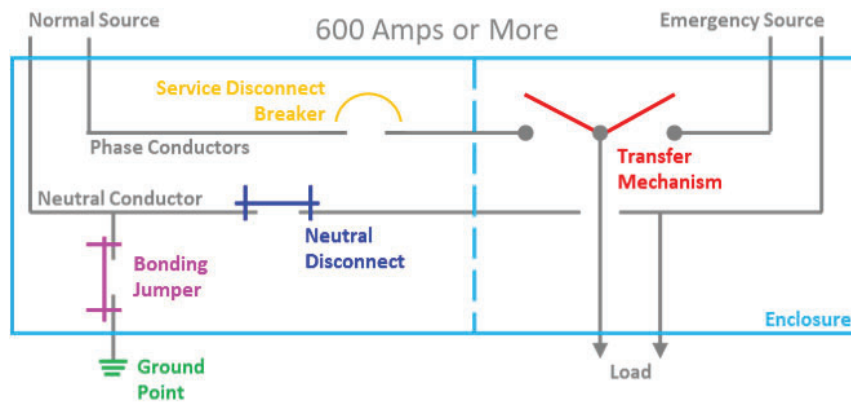 Normal Source
600 Amps or More
Emergency Source
Service Disconnect
Breaker
Phase Conductors
Transfer
Mechanism
Neutral Conductor
Neutral
Disconnect
Bonding
Jumper
Enclosure
Ground
Point
Load